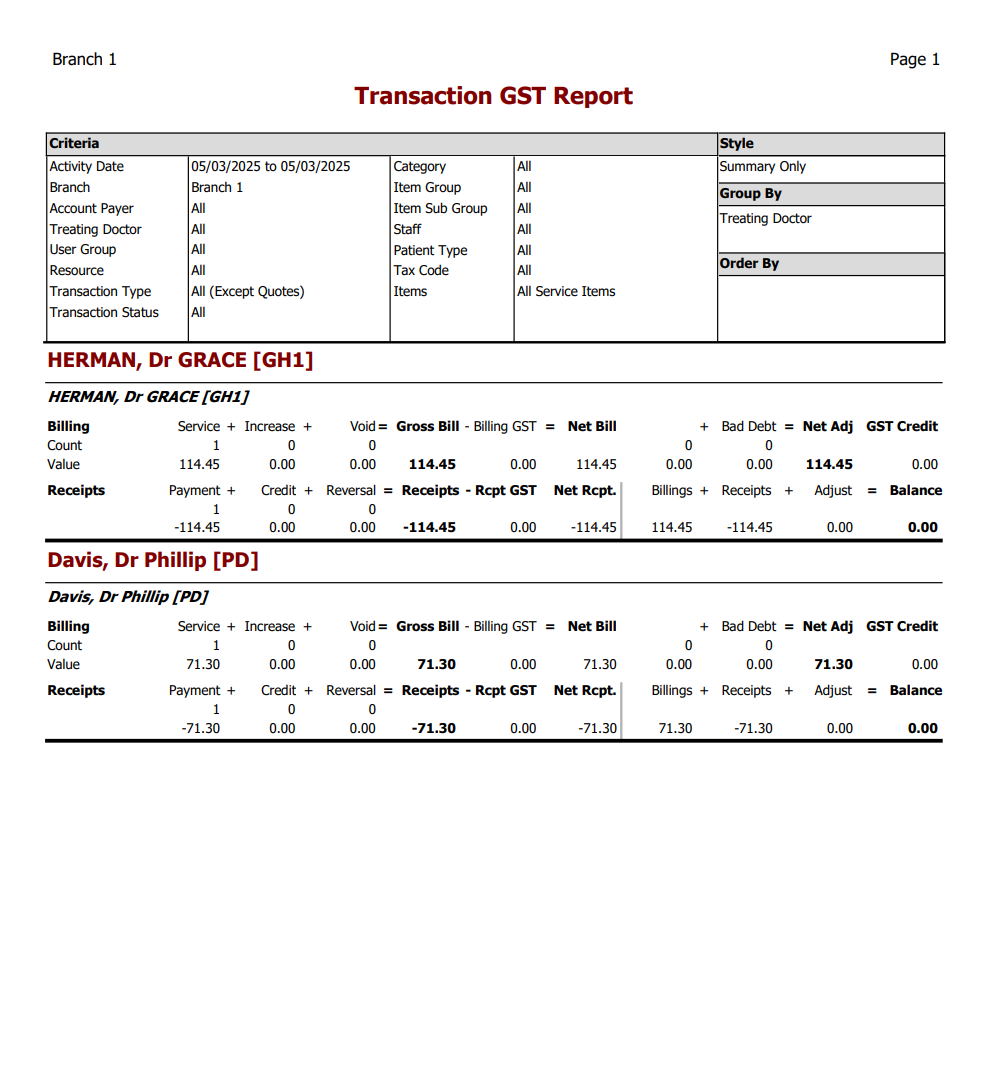 Branch 1 Page 1
Transaction GST Report
Criteria Style
Activity Date 05/03/2025 to 05/03/2025 Category All Summary Only
Branch Branch 1 Item Group All Group By
Account Payer All Item Sub Group All Treating Doctor
Treating Doctor All Staff All
User Group All Patient Type All
Resource All Tax Code All Order By
Transaction Type All (Except Quotes) Items All Service Items
Transaction Status All
HERMAN, Dr GRACE [GH1]
HERMAN, Dr GRACE [GH1]
Billing Service + Increase + Void = Gross Bill - Billing GST = Net Bill + Bad Debt = Net Adj GST Credit
Count 1 0 0 0 0
Value 114.45 0.00 0.00 114.45 0.00 114.45 0.00 0.00 114.45 0.00
Receipts Payment + Credit + Reversal = Receipts - Rcpt GST Net Rcpt. Billings + Receipts + Adjust = Balance
1 0 0
-114.45 0.00 0.00 -114.45 0.00 -114.45 114.45 -114.45 0.00 0.00
Davis, Dr Phillip [PD]
Davis, Dr Phillip [PD]
Billing Service + Increase + Void = Gross Bill - Billing GST = Net Bill + Bad Debt = Net Adj GST Credit
Count 1 0 0 0 0
Value 71.30 0.00 0.00 71.30 0.00 71.30 0.00 0.00 71.30 0.00
Receipts Payment + Credit + Reversal = Receipts - Rcpt GST Net Rcpt. Billings + Receipts + Adjust = Balance
1 0 0
-71.30 0.00 0.00 -71.30 0.00 -71.30 71.30 -71.30 0.00 0.00